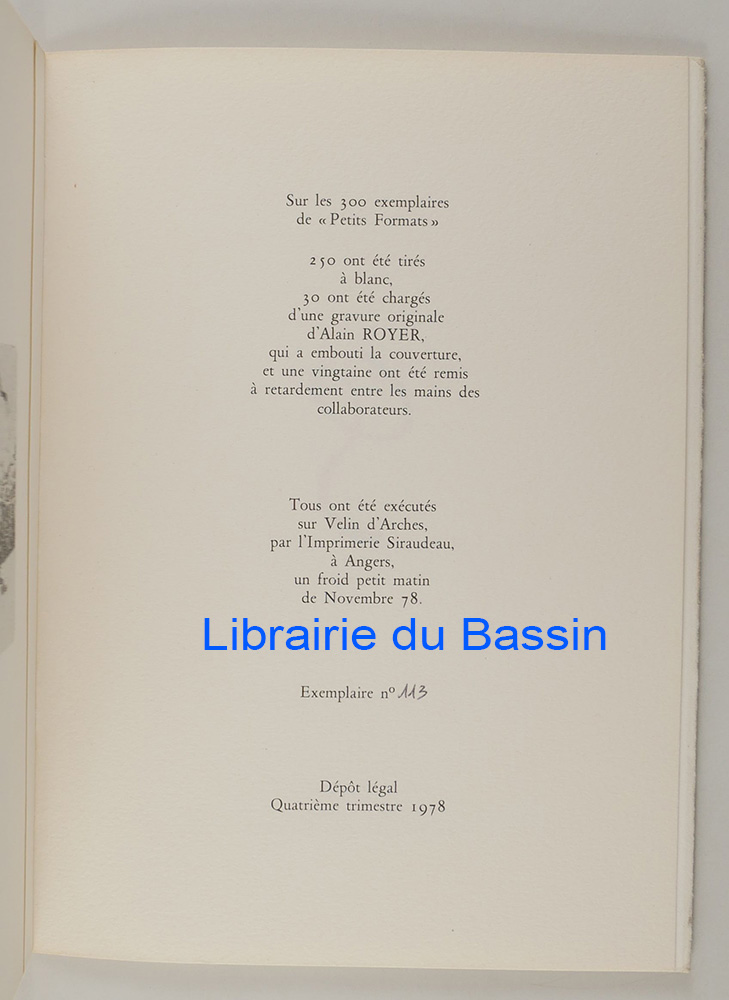 Sur les 300 exemplaires
de « Petits Formats »
250 ont été tirés
à blanc,
30 ont été chargés
d'une gravure originale
d'Alain ROYER,
qui a embouti la couverture,
et une vingtaine ont été remis
à retardement entre les mains des
collaborateurs.
Tous ont été exécutés
sur Velin d'Arches,
par l'Imprimerie Siraudeau,
à Angers,
un froid petit matin
de Novembre 78.
Librairie du Bassin
Exemplaire nº 113
Dépôt légal
Quatrième trimestre 1978